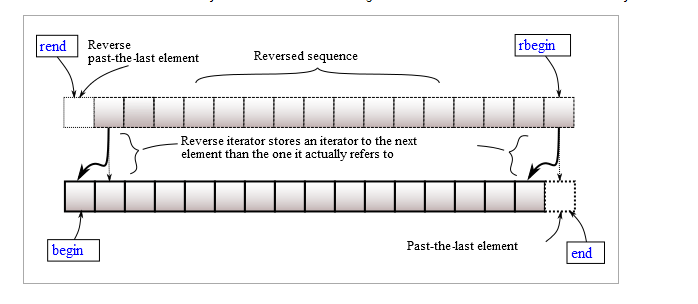 rend
Reverse
past-the-last element
Reversed sequence
rbegin
Reverse iterator stores an iterator to the next
element than the one it actually refers to
begin
Past-the-last element
end